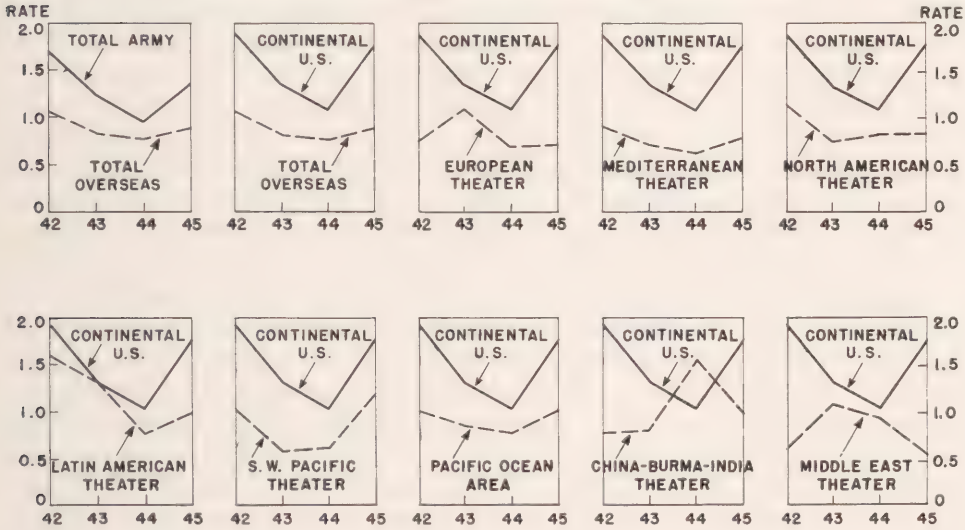 RATE
RATE
2.0
1.5
1.0
0.5
0
TOTAL ARMY
TOTAL
OVERSEAS
42 43 44 45
CONTINENTAL
U.S.
TOTAL
OVERSEAS
42 43 44 45
CONTINENTAL
U.S.
EUROPEAN
THEATER
42 43 44 45
CONTINENTAL
U.S.
MEDITERRANEAN
THEATER
42 43 44 45
CONTINENTAL
U.S.
NORTH AMERICAN
THEATER
42 43 44 45
2.0
1.5
1.0
0.5
0
2.0
1.5
1.0
0.5
0
CONTINENTAL
U.S.
LATIN AMERICAN
THEATER
42 43 44 45
CONTINENTAL
U.S.
S.W. PACIFIC
THEATER
42 43 44 45
CONTINENTAL
U.S.
PACIFIC OCEAN
AREA
42 43 44 45
CONTINENTAL
U.S.
CHINA-BURMA-INDIA
THEATER
42 43 44 45
CONTINENTAL
U.S.
MIDDLE EAST
THEATER
42 43 44 45
2.0
1.5
1.0
0.5
0